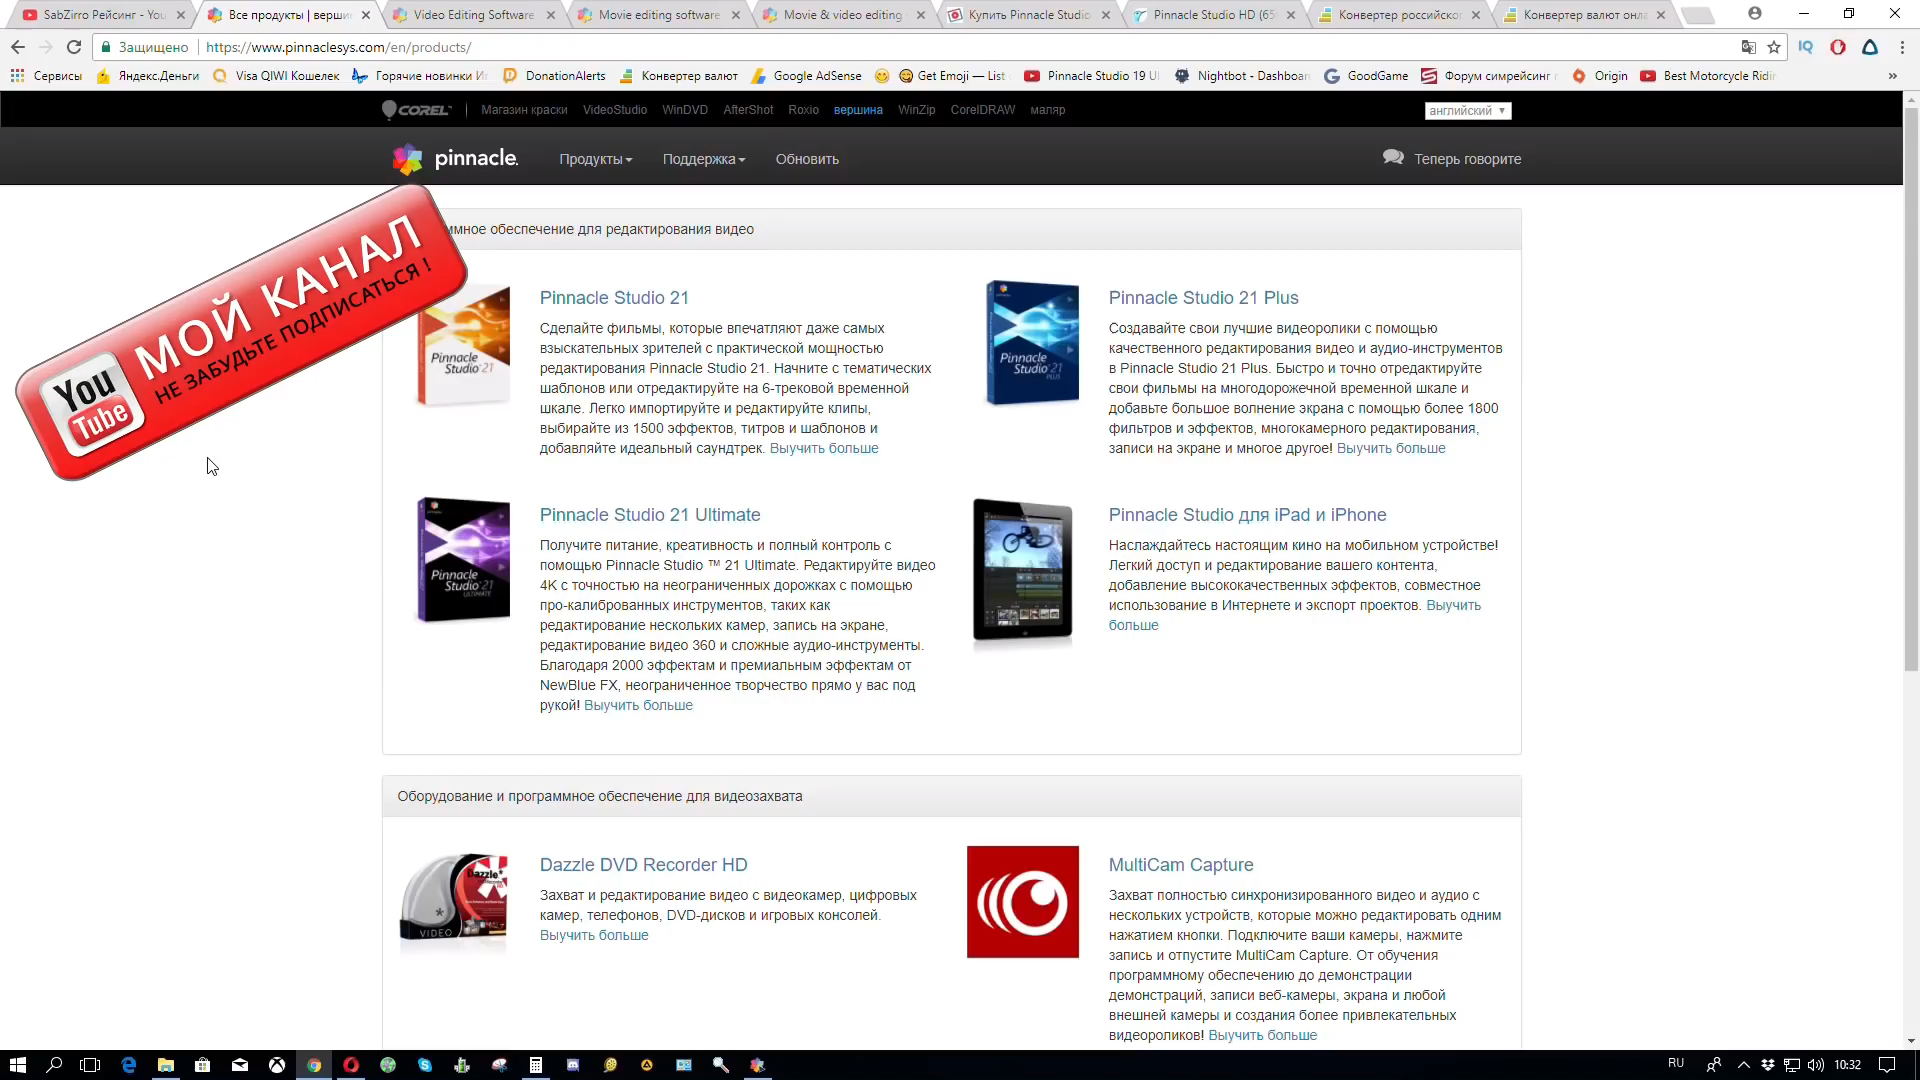 SabZirro Рейсинг - You
Все продукты | верши
Video Editing Software
Movie editing software
Movie & video editing
Купить Pinnacle Studio
Pinnacle Studio HD (65
Конвертер российског
Конвертер валют онла
Защищено
https://www.pinnaclesys.com/en/products/
Сервисы
Яндекс.Деньги
Visa QIWI Кошелек
Горячие новинки И
DonationAlerts
Конвертер валют
Google AdSense
Get Emoji — List
Pinnacle Studio 19 Ul
Nightbot - Dashboar
GoodGame
Форум симрейсинг
Origin
Best Motorcycle Ridin
COREL
Магазин краски
VideoStudio
WinDVD
AfterShot
Roxio
вершина
WinZip
CorelDRAW
маляр
английский
pinnacle.
Продукты
Поддержка
Обновить
Теперь говорите
ммное обеспечение для редактирования видео
МОЙ КАНАЛ
НЕ ЗАБУДЬТЕ ПОДПИСАТЬСЯ !
You
Tube
Pinnacle
Studio 21
Pinnacle Studio 21
Сделайте фильмы, которые впечатляют даже самых
взыскательных зрителей с практической мощностью
редактирования Pinnacle Studio 21. Начните с тематических
шаблонов или отредактируйте на 6-трековой временной
шкале. Легко импортируйте и редактируйте клипы,
выбирайте из 1500 эффектов, титров и шаблонов и
добавляйте идеальный саундтрек. Выучить больше
Pinnacle
Studio 21
PLUS
Pinnacle Studio 21 Plus
Создавайте свои лучшие видеоролики с помощью
качественного редактирования видео и аудио-инструментов
в Pinnacle Studio 21 Plus. Быстро и точно отредактируйте
свои фильмы на многодорожечной временной шкале и
добавьте большое волнение экрана с помощью более 1800
фильтров и эффектов, многокамерного редактирования,
записи на экране и многое другое! Выучить больше
Pinnacle
Studio 21
ULTIMATE
Pinnacle Studio 21 Ultimate
Получите питание, креативность и полный контроль с
помощью Pinnacle Studio ™ 21 Ultimate. Редактируйте видео
4K с точностью на неограниченных дорожках с помощью
про-калиброванных инструментов, таких как
редактирование нескольких камер, запись на экране,
редактирование видео 360 и сложные аудио-инструменты.
Благодаря 2000 эффектам и премиальным эффектам от
NewBlue FX, неограниченное творчество прямо у вас под
рукой! Выучить больше
Pinnacle Studio для iPad и iPhone
Наслаждайтесь настоящим кино на мобильном устройстве!
Легкий доступ и редактирование вашего контента,
добавление высококачественных эффектов, совместное
использование в Интернете и экспорт проектов. Выучить
больше
Оборудование и программное обеспечение для видеозахвата
Dazzle
VIDEO
Dazzle DVD Recorder HD
Захват и редактирование видео с видеокамер, цифровых
камер, телефонов, DVD-дисков и игровых консолей.
Выучить больше
MultiCam Capture
Захват полностью синхронизированного видео и аудио с
нескольких устройств, которые можно редактировать одним
нажатием кнопки. Подключите ваши камеры, нажмите
запись и отпустите MultiCam Capture. От обучения
программному обеспечению до демонстрации
демонстраций, записи веб-камеры, экрана и любой
внешней камеры и создания более привлекательных
видеороликов! Выучить больше
RU
10:32